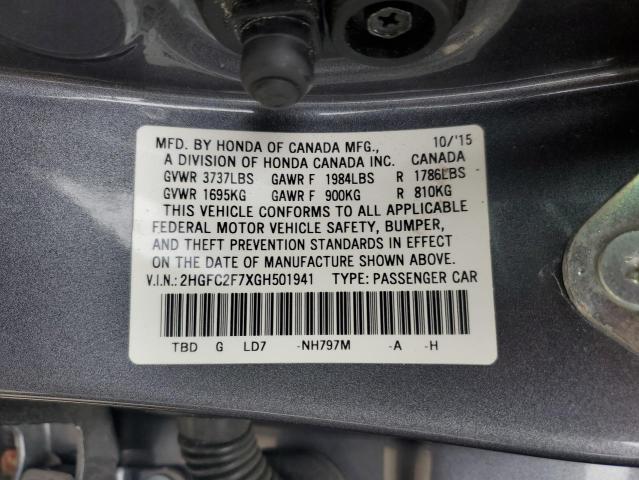 MFD. BY HONDA OF CANADA MFG., 10/'15
A DIVISION OF HONDA CANADA INC. CANADA
GVWR 3737LBS GAWR F 1984LBS R 1786LBS
GVWR 1695KG GAWR F 900KG R 810KG
THIS VEHICLE CONFORMS TO ALL APPLICABLE
FEDERAL MOTOR VEHICLE SAFETY, BUMPER,
AND THEFT PREVENTION STANDARDS IN EFFECT
ON THE DATE OF MANUFACTURE SHOWN ABOVE.
V.I.N.: 2HGFC2F7XGH501941 TYPE: PASSENGER CAR
TBD G LD7 -NH797M -A -H